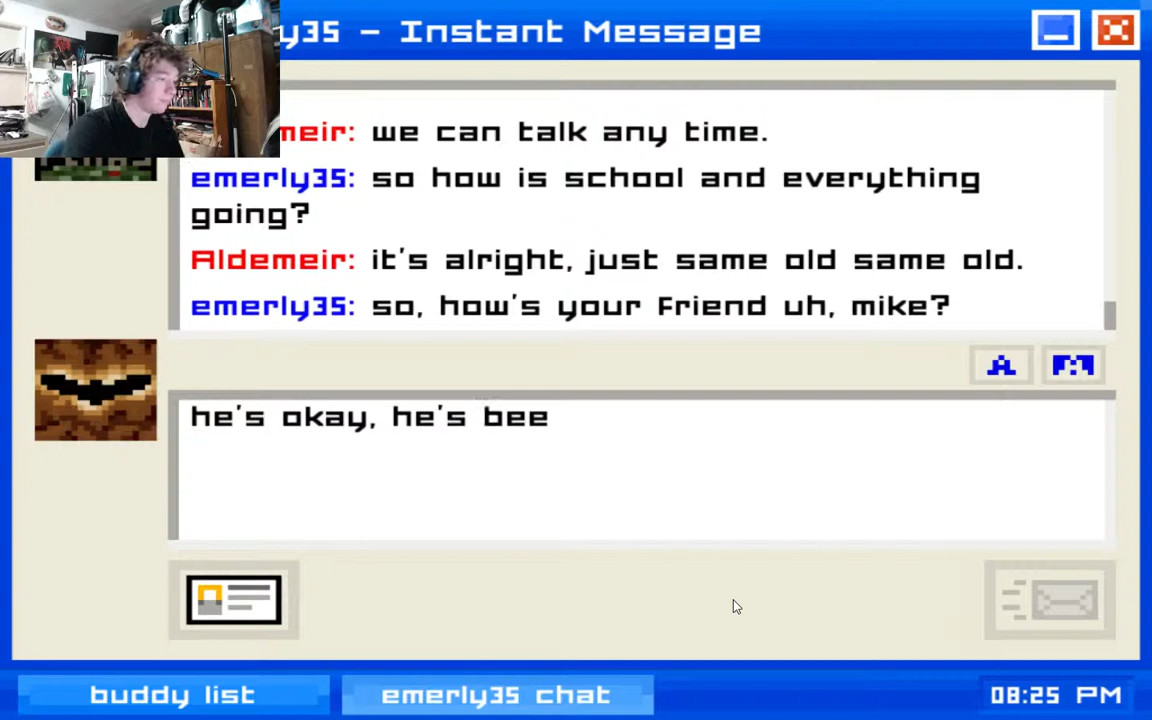 y35 - Instant Message
meir: we can talk any time.
emerly35: so how is school and everything
going?
Aldemeir: it's alright, just same old same old.
emerly35: so, how's your friend uh, mike?
A
he's okay, he's bee
buddy list
emerly35 chat
08:25 PM